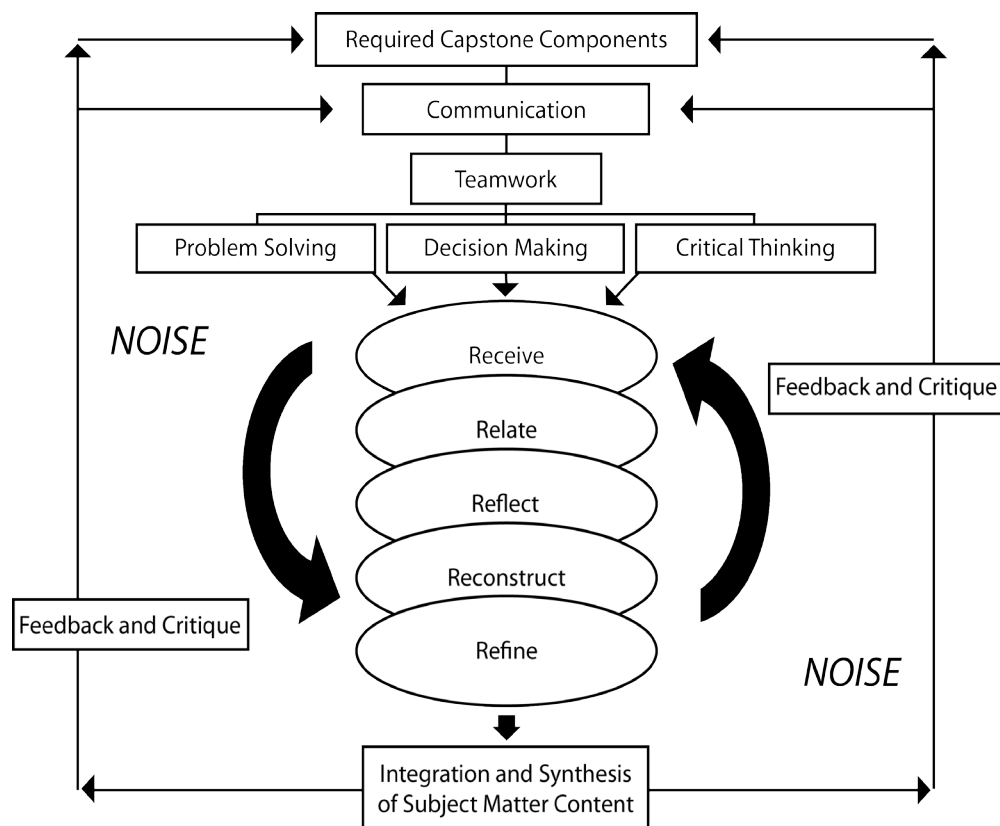 Required Capstone Components
Communication
Teamwork
Problem Solving
Decision Making
Critical Thinking
NOISE
Receive
Feedback and Critique
Relate
Reflect
Reconstruct
Feedback and Critique
Refine
NOISE
Integration and Synthesis
of Subject Matter Content